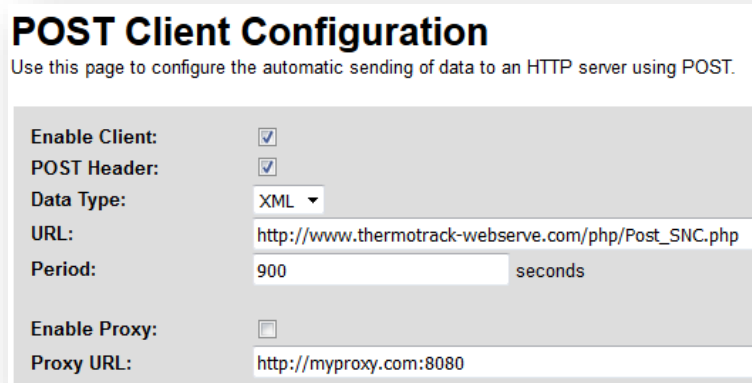 POST Client Configuration
Use this page to configure the automatic sending of data to an HTTP server using POST.
Enable Client:
POST Header:
Data Type: XML
URL: http://www.thermotrack-webserve.com/php/Post_SNC.php
Period: 900 seconds
Enable Proxy:
Proxy URL: http://myproxy.com:8080